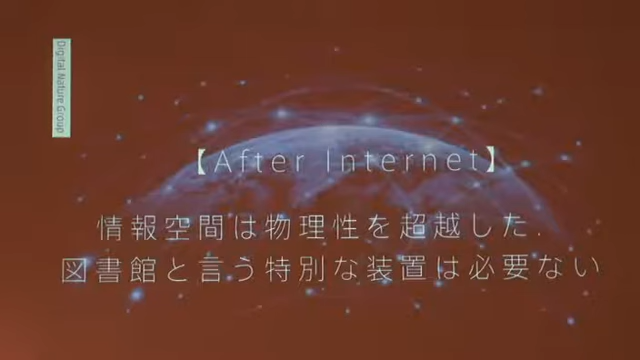 Digital Nature Group
【After Internet】
情報空間は物理性を超越した.
図書館と言う特別な装置は必要ない